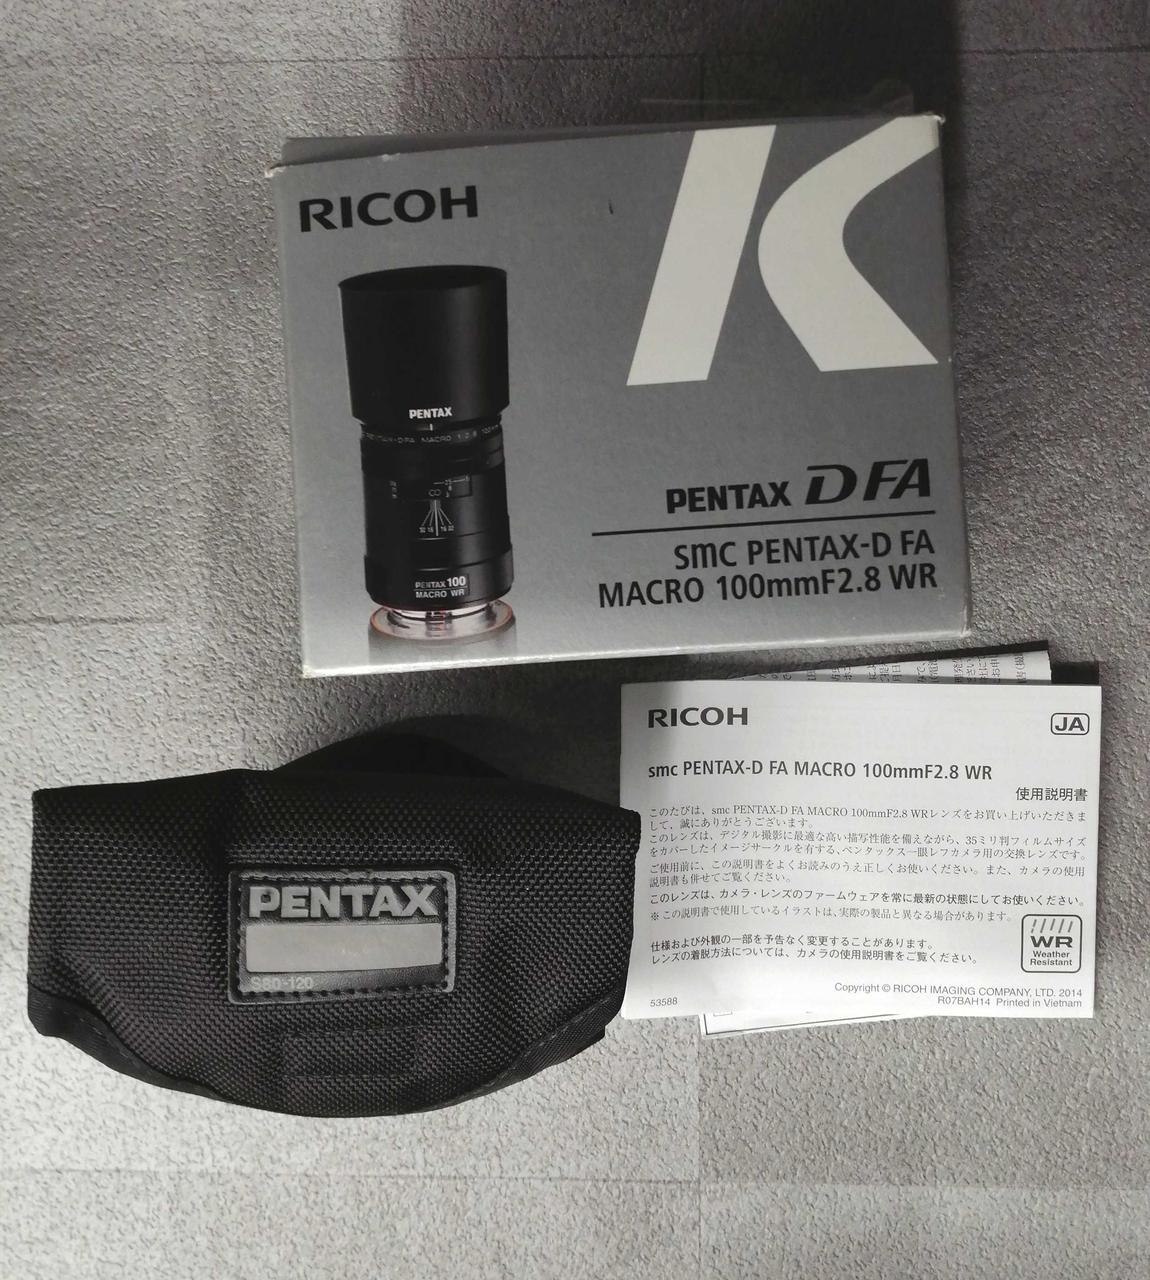 RICOH
K
PENTAX
PENTAX-D FA MACRO 1:2.8 100mm
∞
32 16 16 32
PENTAX 100
MACRO WR
PENTAX D FA
smc PENTAX-D FA
MACRO 100mmF2.8 WR
RICOH
JA
smc PENTAX-D FA MACRO 100mmF2.8 WR
使用説明書
このたびは、smc PENTAX-D FA MACRO 100mmF2.8 WRレンズをお買い上げいただきま
して、誠にありがとうございます。
このレンズは、デジタル撮影に最適な高い描写性能を備えながら、35ミリ判フィルムサイズ
をカバーしたイメージサークルを有する、ペンタックス一眼レフカメラ用の交換レンズです。
ご使用前に、この説明書をよくお読みのうえ正しくお使いください。また、カメラの使用
説明書も併せてご覧ください。
このレンズは、カメラ・レンズのファームウェアを常に最新の状態にしてお使いください。
※ この説明書で使用しているイラストは、実際の製品と異なる場合があります。
仕様および外観の一部を予告なく変更することがあります。
レンズの着脱方法については、カメラの使用説明書をご覧ください。
WR
Weather
Resistant
Copyright © RICOH IMAGING COMPANY, LTD. 2014
53588
R07BAH14 Printed in Vietnam
PENTAX
S80-120